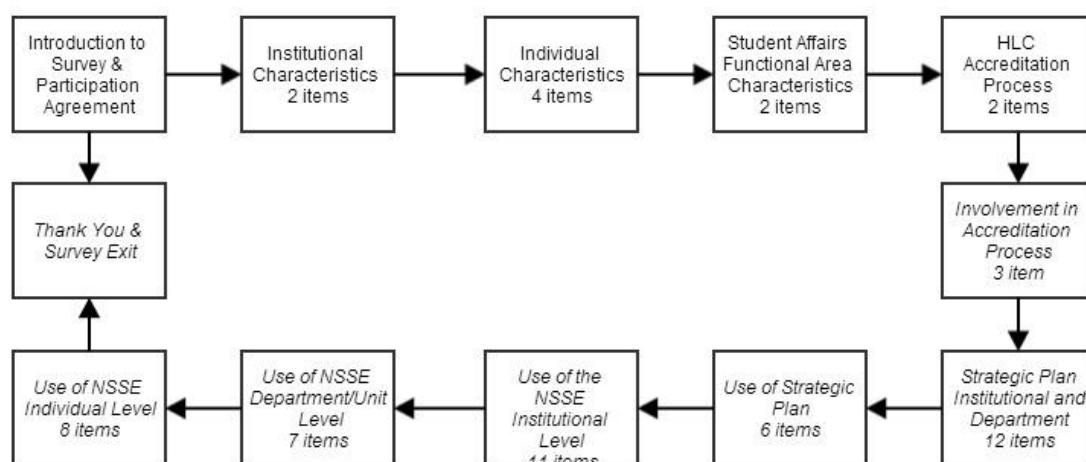 Introduction to
Survey &
Participation
Agreement
Institutional
Characteristics
2 items
Individual
Characteristics
4 items
Student Affairs
Functional Area
Characteristics
2 items
HLC
Accreditation
Process
2 items
Thank You &
Survey Exit
Involvement in
Accreditation
Process
3 item
Use of NSSE
Individual Level
8 items
Use of NSSE
Department/Unit
Level
7 items
Use of the
NSSE
Institutional
Level
11 items
Use of Strategic
Plan
6 items
Strategic Plan
Institutional and
Department
12 items